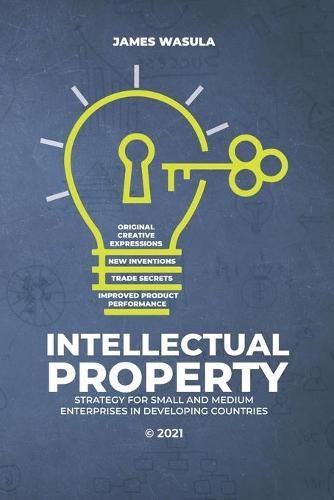 JAMES WASULA
ORIGINAL
CREATIVE
EXPRESSIONS
NEW INVENTIONS
TRADE SECRETS
IMPROVED PRODUCT
PERFORMANCE
INTELLECTUAL
PROPERTY
STRATEGY FOR SMALL AND MEDIUM
ENTERPRISES IN DEVELOPING COUNTRIES
© 2021